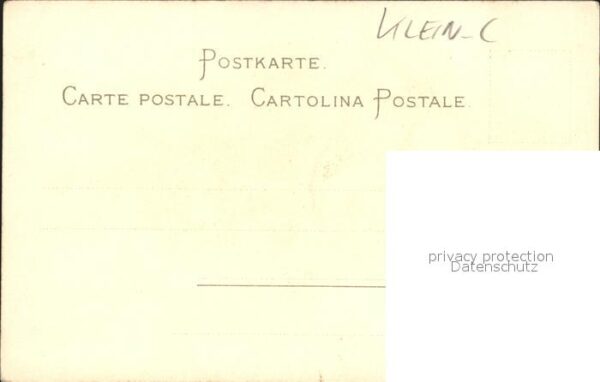 KLEIN-C
POSTKARTE.
CARTE POSTALE. CARTOLINA POSTALE.
privacy protection
Datenschutz